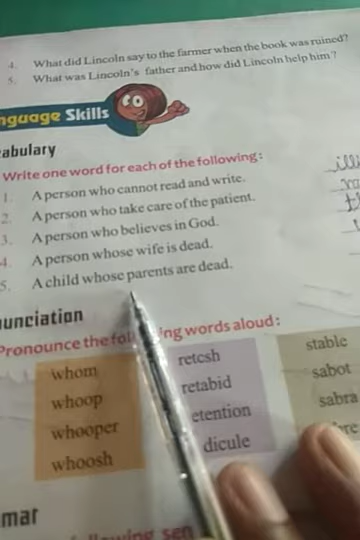 4. What did Lincoln say to the farmer when the book was ruined?
5. What was Lincoln's father and how did Lincoln help him?
nguage Skills
abulary
Write one word for each of the following:
1. A person who cannot read and write.
2. A person who take care of the patient.
3. A person who believes in God.
4. A person whose wife is dead.
5. A child whose parents are dead.
unciation
Pronounce the fol ing words aloud:
whom retesh stable
whoop retabid sabot
whooper etention sabra
whoosh dicule
mar